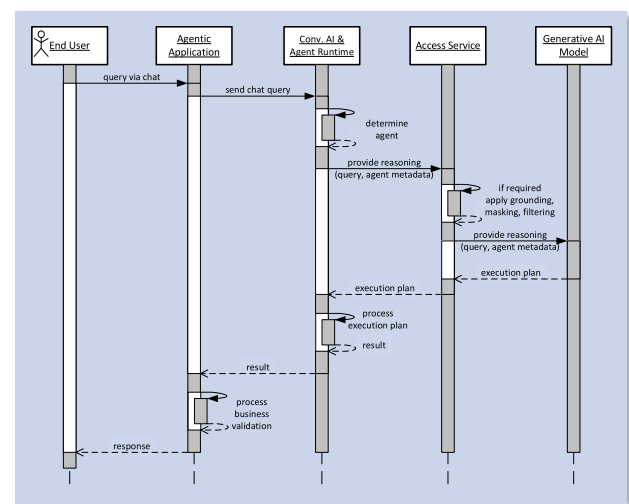 End User
Agentic
Application
Conv. AI &
Agent Runtime
Access Service
Generative AI
Model
query via chat
send chat query
determine
agent
provide reasoning
(query, agent metadata)
if required
apply grounding,
masking, filtering
provide reasoning
(query, agent metadata)
execution plan
execution plan
process
execution plan
result
result
process
business
validation
response